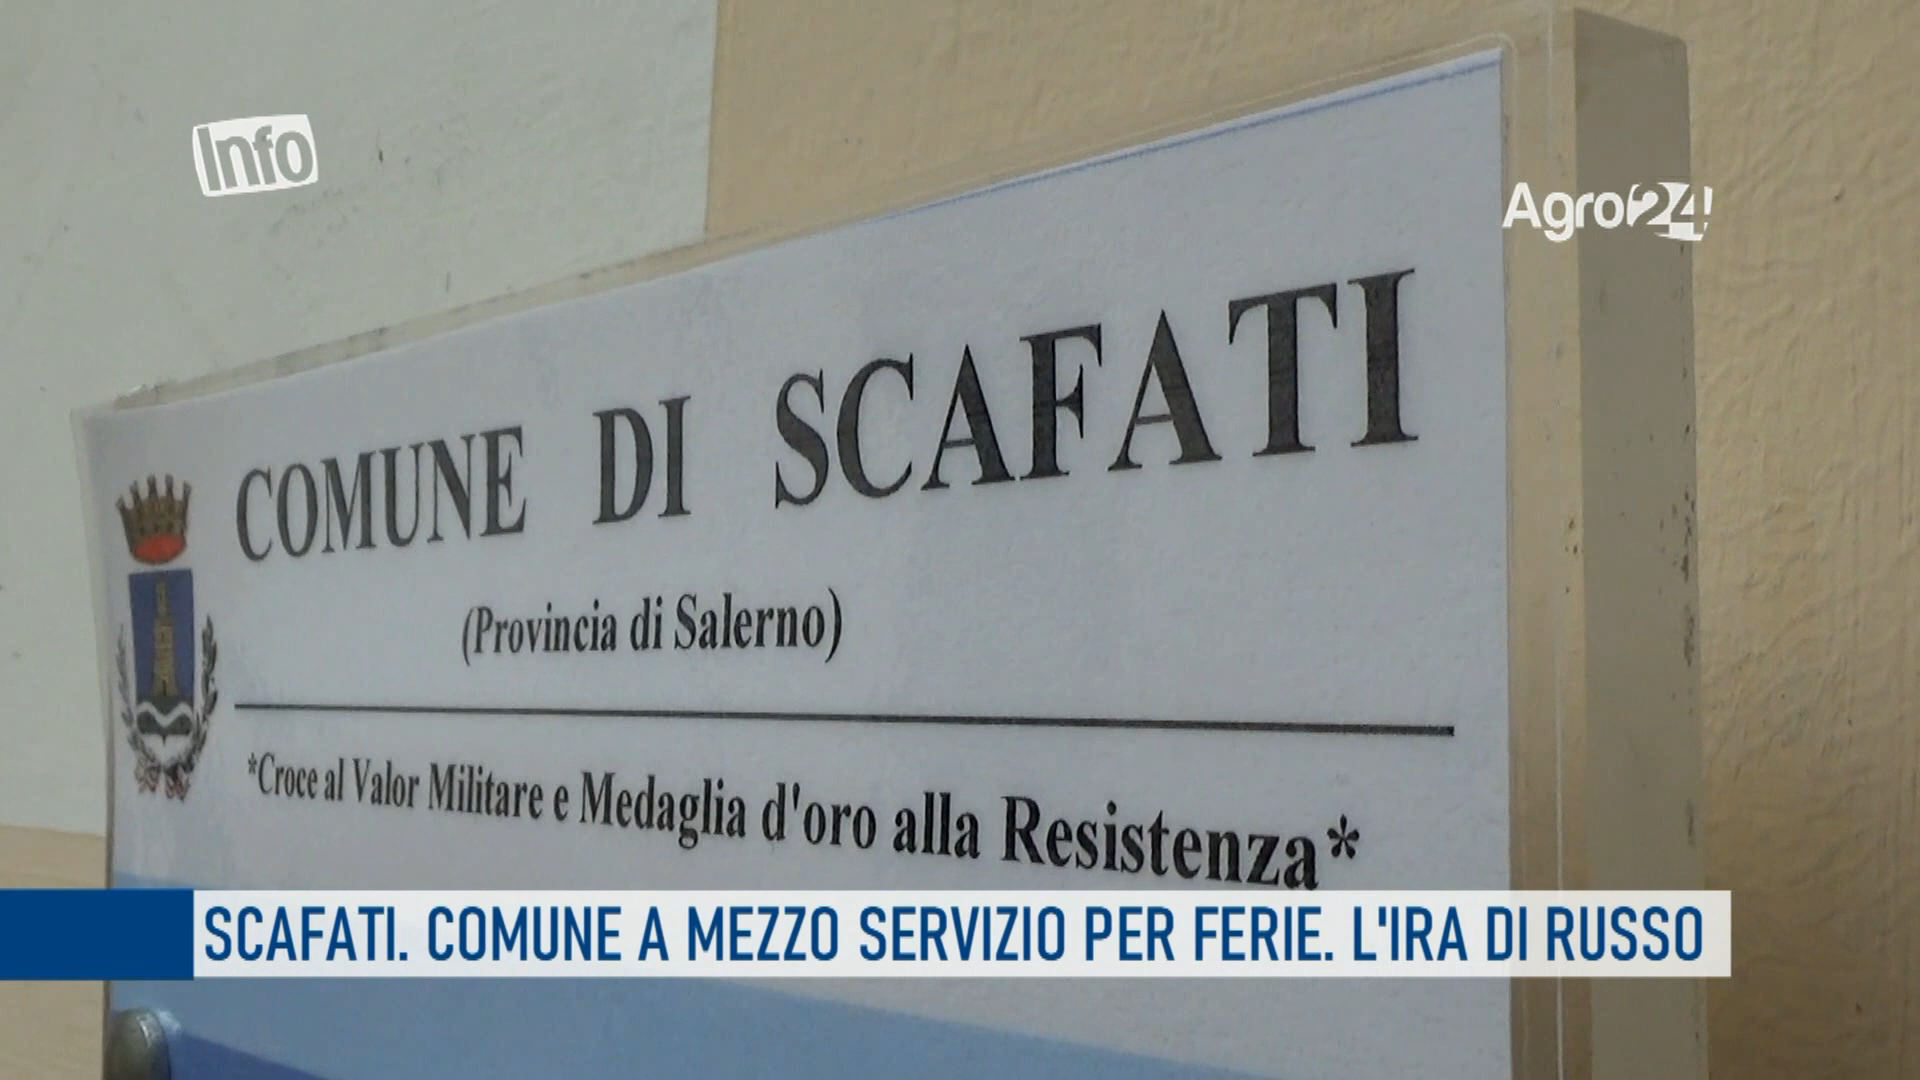 Info
Agro24!
COMUNE DI SCAFATI
(Provincia di Salerno)
*Croce al Valor Militare e Medaglia d'oro alla Resistenza*
SCAFATI. COMUNE A MEZZO SERVIZIO PER FERIE. L'IRA DI RUSSO